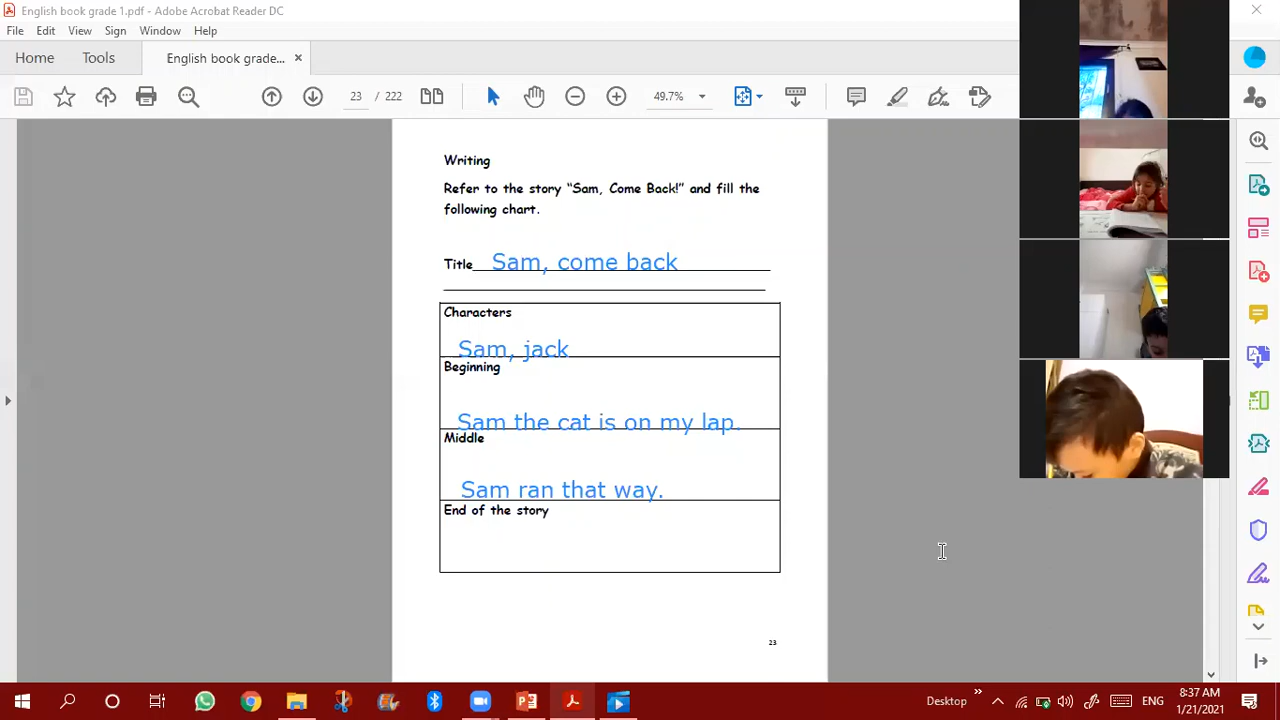 English book grade 1.pdf - Adobe Acrobat Reader DC
File Edit View Sign Window Help
Home Tools English book grade...
23 / 222 49.7%
Writing
Refer to the story “Sam, Come Back!” and fill the
following chart.
Title Sam, come back
Characters
Sam, jack
Beginning
Sam the cat is on my lap.
Middle
Sam ran that way.
End of the story
23
Desktop ENG 8:37 AM
1/21/2021